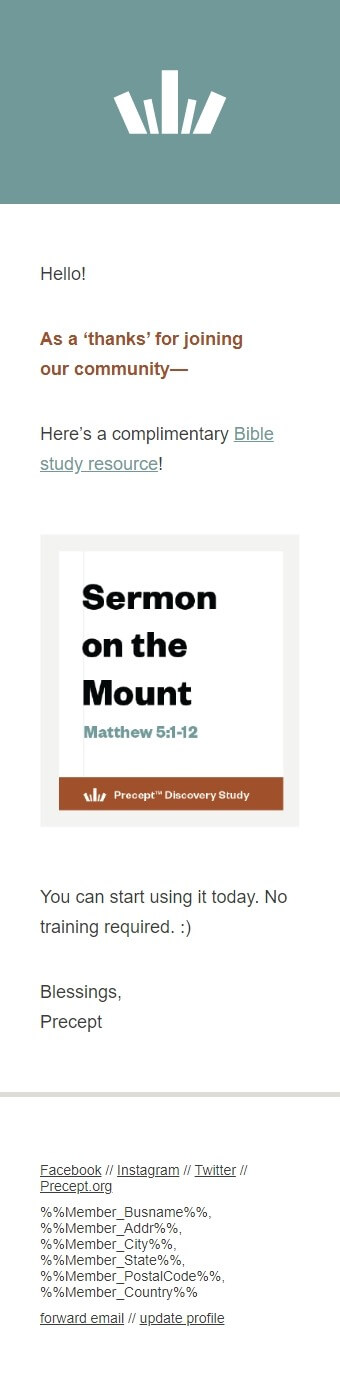 Hello!
As a ‘thanks’ for joining
our community—
Here’s a complimentary Bible
study resource!
Sermon
on the
Mount
Matthew 5:1-12
Precept™ Discovery Study
You can start using it today. No
training required. :)
Blessings,
Precept
Facebook // Instagram // Twitter //
Precept.org
%%Member_Busname%%,
%%Member_Addr%%,
%%Member_City%%,
%%Member_State%%,
%%Member_PostalCode%%,
%%Member_Country%%
forward email // update profile